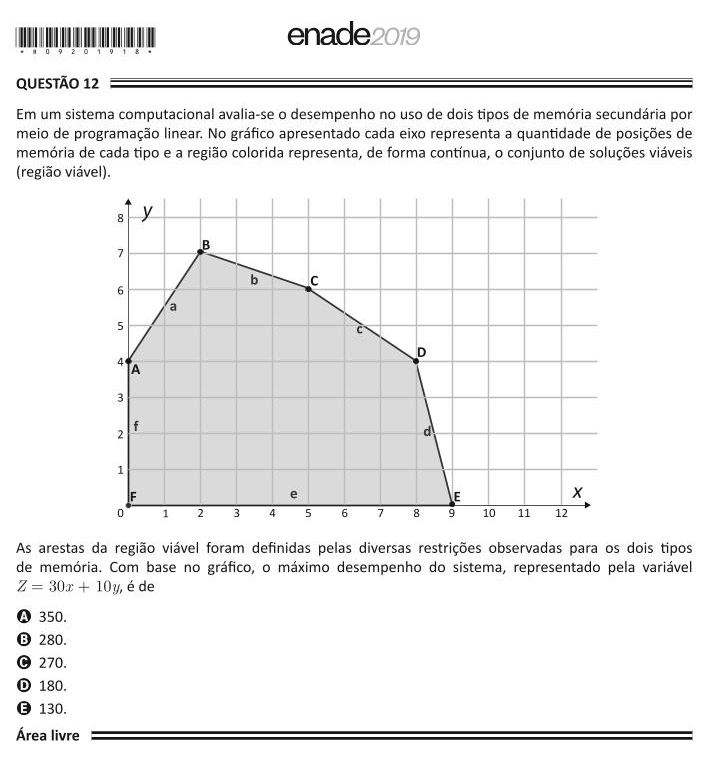 enade2019
* R 0 9 2 0 1 9 1 8 *
QUESTÃO 12
Em um sistema computacional avalia-se o desempenho no uso de dois tipos de memória secundária por
meio de programação linear. No gráfico apresentado cada eixo representa a quantidade de posições de
memória de cada tipo e a região colorida representa, de forma contínua, o conjunto de soluções viáveis
(região viável).
8 y
7 B
6 b C
5 a c
4 A D
3
2 f d
1
F e E X
0 1 2 3 4 5 6 7 8 9 10 11 12
As arestas da região viável foram definidas pelas diversas restrições observadas para os dois tipos
de memória. Com base no gráfico, o máximo desempenho do sistema, representado pela variável
Z = 30x + 10y, é de
A 350.
B 280.
C 270.
D 180.
E 130.
Área livre